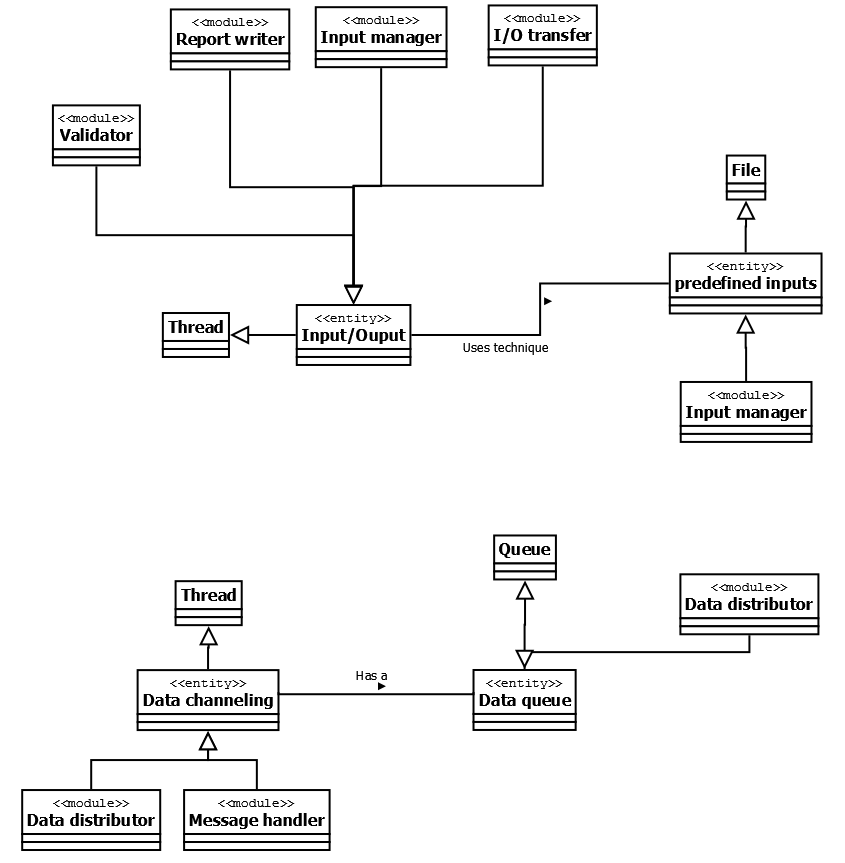 <<module>>
Report writer
<<module>>
Input manager
<<module>>
I/O transfer
<<module>>
Validator
File
<<entity>>
predefined inputs
Thread
<<entity>>
Input/Ouput
Uses technique
<<module>>
Input manager
Queue
Thread
<<module>>
Data distributor
<<entity>>
Data channeling
Has a
<<entity>>
Data queue
<<module>>
Data distributor
<<module>>
Message handler